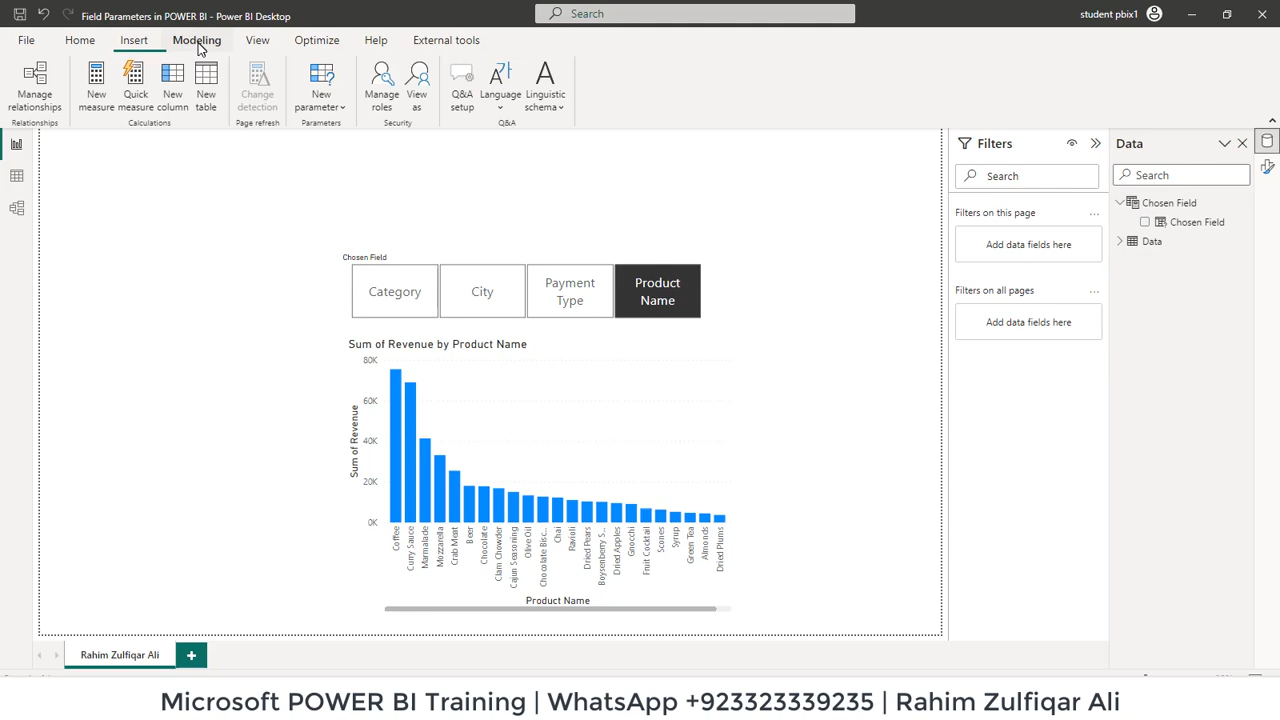 Field Parameters in POWER BI - Power BI Desktop
Search
student pbix1
File
Home
Insert
Modeling
View
Optimize
Help
External tools
Manage
relationships
New
measure
Quick
measure
New
column
New
table
Change
detection
New
parameter
Manage
roles
View
as
Q&A
setup
Language
Linguistic
schema
Relationships
Calculations
Page refresh
Parameters
Security
Q&A
Filters
Search
Filters on this page
...
Add data fields here
Filters on all pages
...
Add data fields here
Data
Search
Chosen Field
Chosen Field
Data
Chosen Field
Category
City
Payment
Type
Product
Name
Sum of Revenue by Product Name
80K
60K
40K
20K
0K
Sum of Revenue
Coffee
Curry Sauce
Marmalade
Mozzarella
Crab Meat
Beer
Chocolate
Clam Chowder
Cajun Seasoning
Olive Oil
Chocolate Bisc...
Chai
Ravioli
Dried Pears
Boysenberry S...
Dried Apples
Gnocchi
Fruit Cocktail
Scones
Syrup
Green Tea
Almonds
Dried Plums
Product Name
Rahim Zulfiqar Ali
Microsoft POWER BI Training | WhatsApp +923323339235 | Rahim Zulfiqar Ali